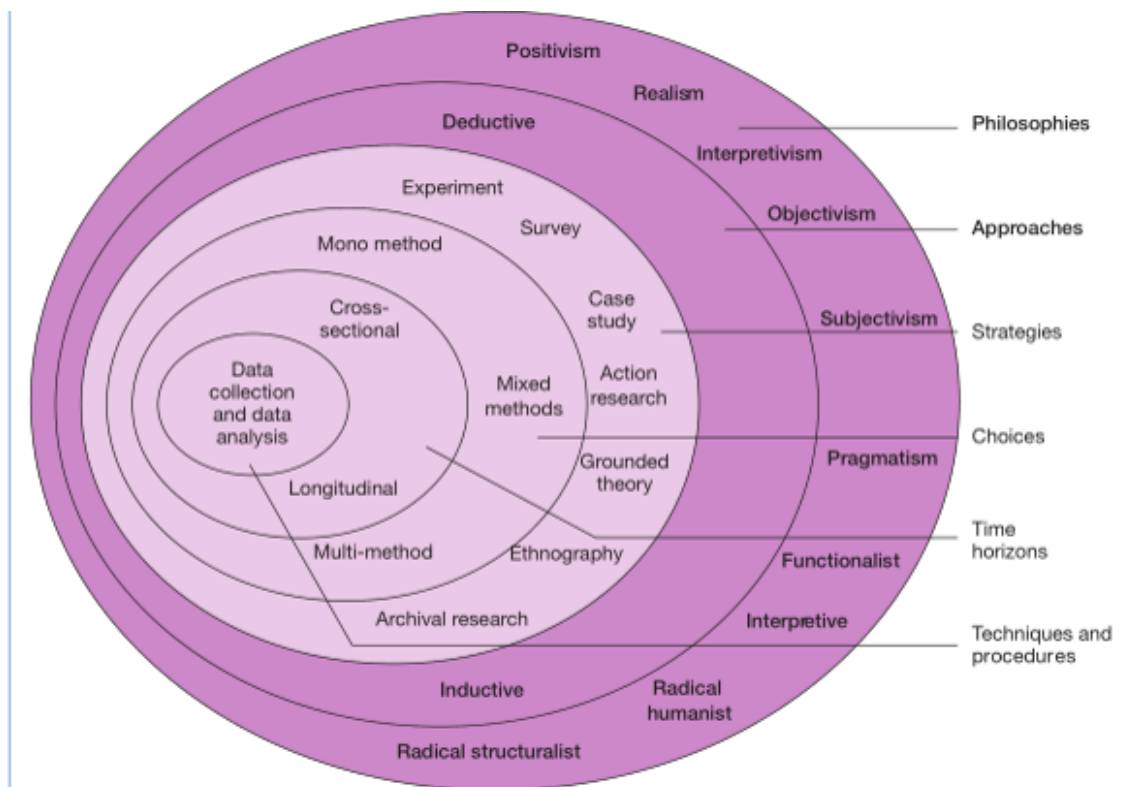 Positivism
Realism
Philosophies
Deductive
Interpretivism
Experiment
Objectivism
Survey
Approaches
Mono method
Case
study
Cross-
sectional
Subjectivism
Strategies
Data
collection
and data
analysis
Mixed
methods
Action
research
Choices
Grounded
theory
Pragmatism
Longitudinal
Time
horizons
Multi-method
Ethnography
Functionalist
Archival research
Interpretive
Techniques and
procedures
Inductive
Radical
humanist
Radical structuralist